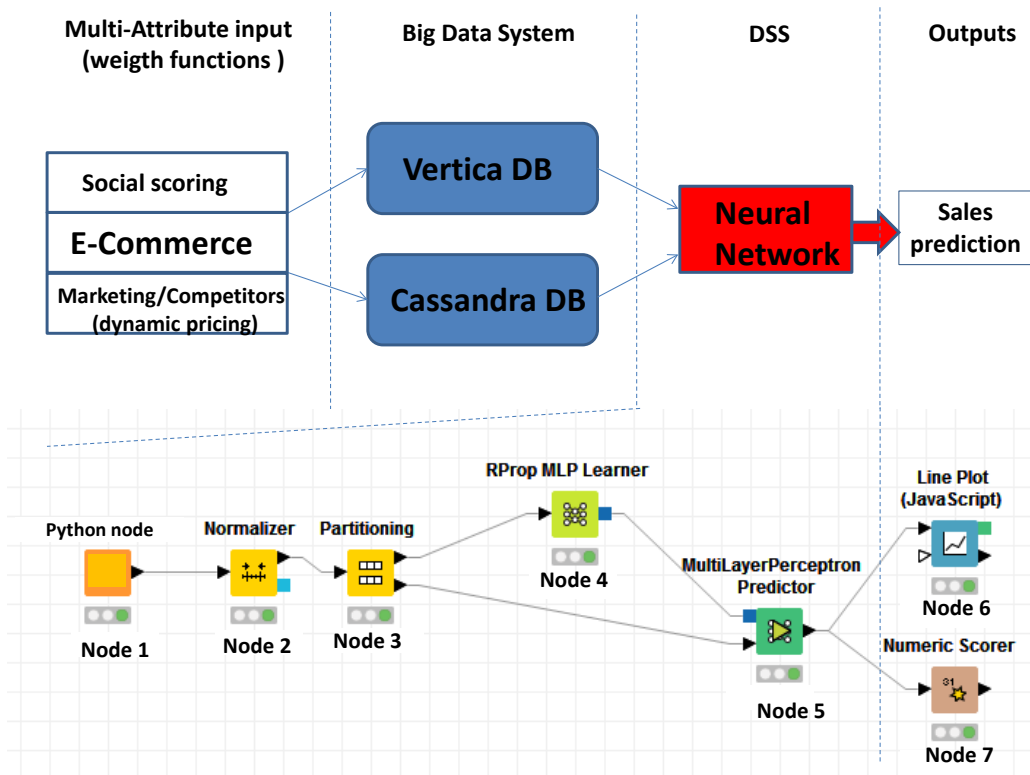 Multi-Attribute input
(weigth functions )
Big Data System
DSS
Outputs
Social scoring
E-Commerce
Marketing/Competitors
(dynamic pricing)
Vertica DB
Cassandra DB
Neural
Network
Sales
prediction
Python node
Node 1
Normalizer
Node 2
Partitioning
Node 3
RProp MLP Learner
Node 4
MultiLayerPerceptron
Predictor
Node 5
Line Plot
(JavaScript)
Node 6
Numeric Scorer
31
Node 7